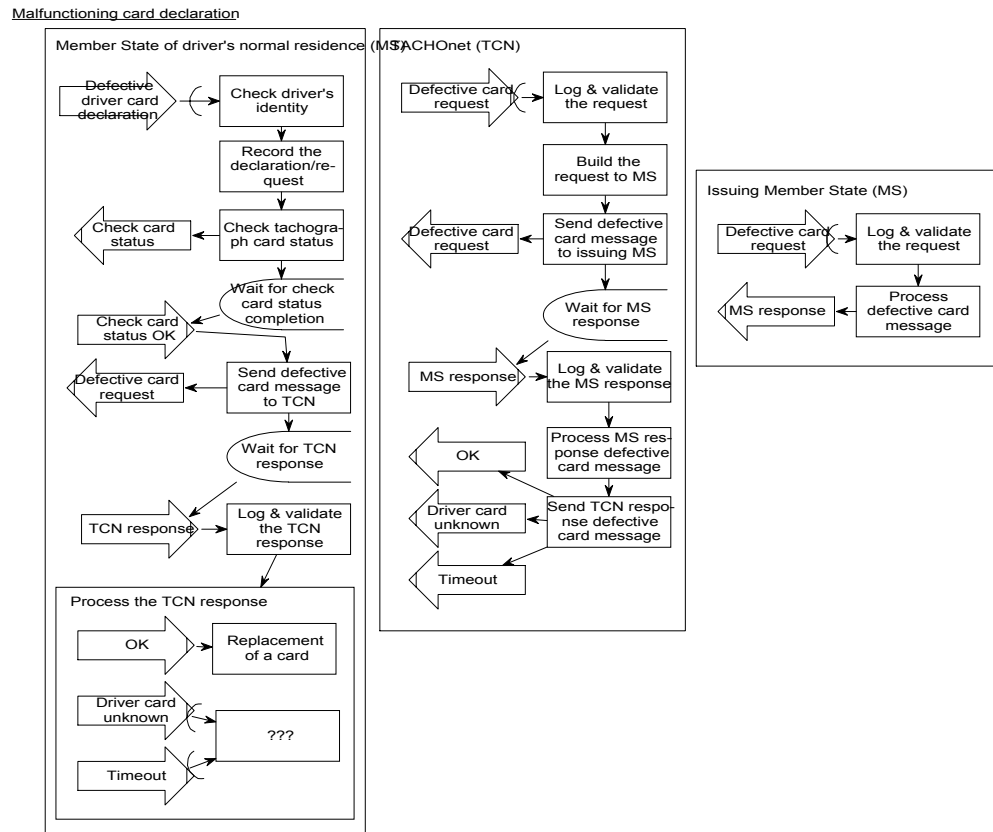 Malfunctioning card declaration
Member State of driver's normal residence (MS)
Defective
driver card
declaration
Check driver's
identity
Record the
declaration/re-
quest
Check card
status
Check tachogra-
ph card status
Wait for check
card status
completion
Check card
status OK
Defective card
request
Send defective
card message
to TCN
Wait for TCN
response
TCN response
Log & validate
the TCN
response
Process the TCN response
OK
Replacement
of a card
Driver card
unknown
???
Timeout
TACHOnet (TCN)
Defective card
request
Log & validate
the request
Build the
request to MS
Defective card
request
Send defective
card message
to issuing MS
Wait for MS
response
MS response
Log & validate
the MS response
Process MS res-
ponse defective
card message
OK
Driver card
unknown
Send TCN respo-
nse defective
card message
Timeout
Issuing Member State (MS)
Defective card
request
Log & validate
the request
MS response
Process
defective card
message